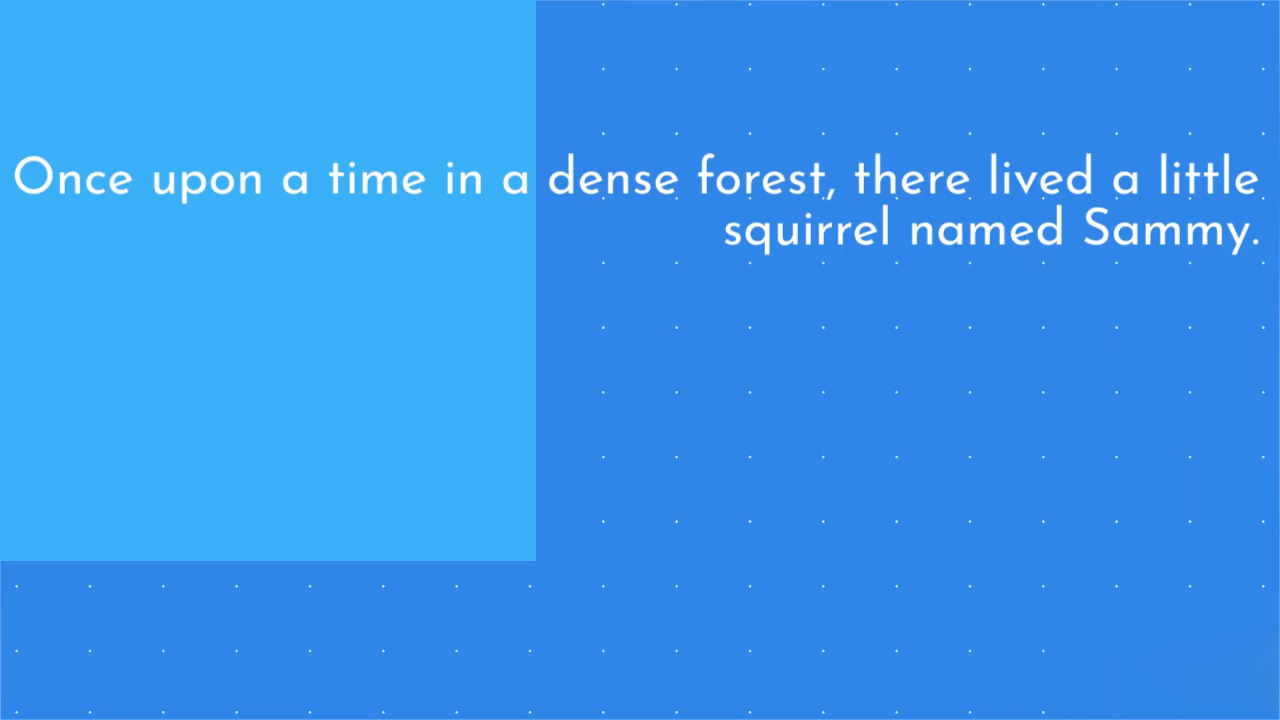 Once upon a time in a dense forest, there lived a little
squirrel named Sammy.